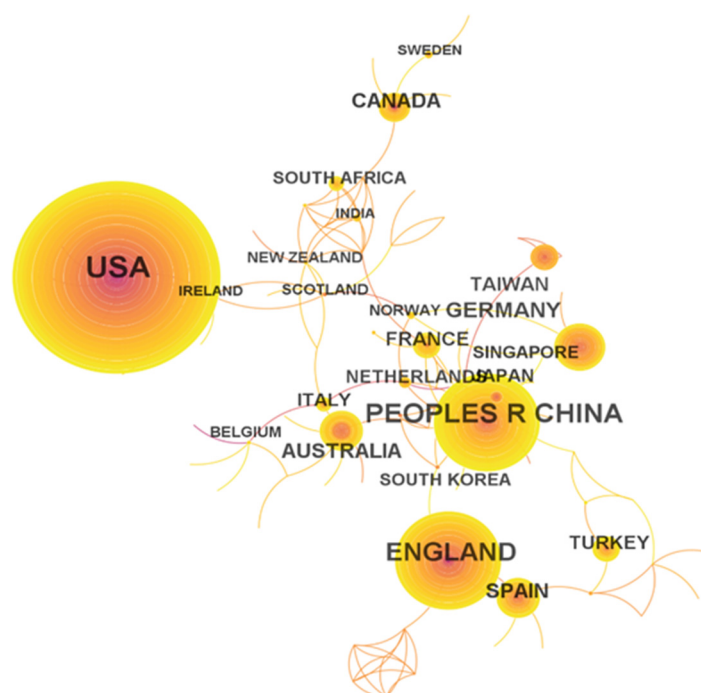 SWEDEN
CANADA
SOUTH AFRICA
INDIA
NEW ZEALAND
USA
IRELAND
SCOTLAND
TAIWAN
NORWAY
GERMANY
FRANCE
SINGAPORE
NETHERLANDS
JAPAN
ITALY
PEOPLES R CHINA
BELGIUM
AUSTRALIA
SOUTH KOREA
ENGLAND
TURKEY
SPAIN